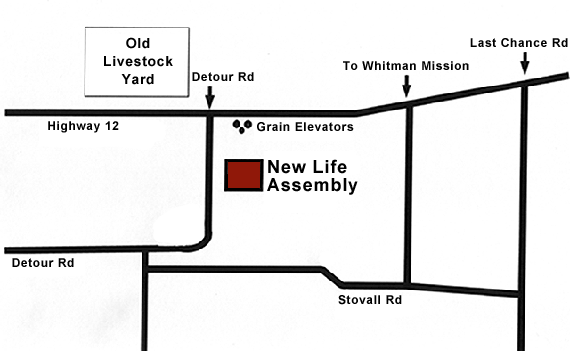 Old
Livestock
Yard
Last Chance Rd
To Whitman Mission
Detour Rd
Highway 12
Grain Elevators
New Life
Assembly
Detour Rd
Stovall Rd